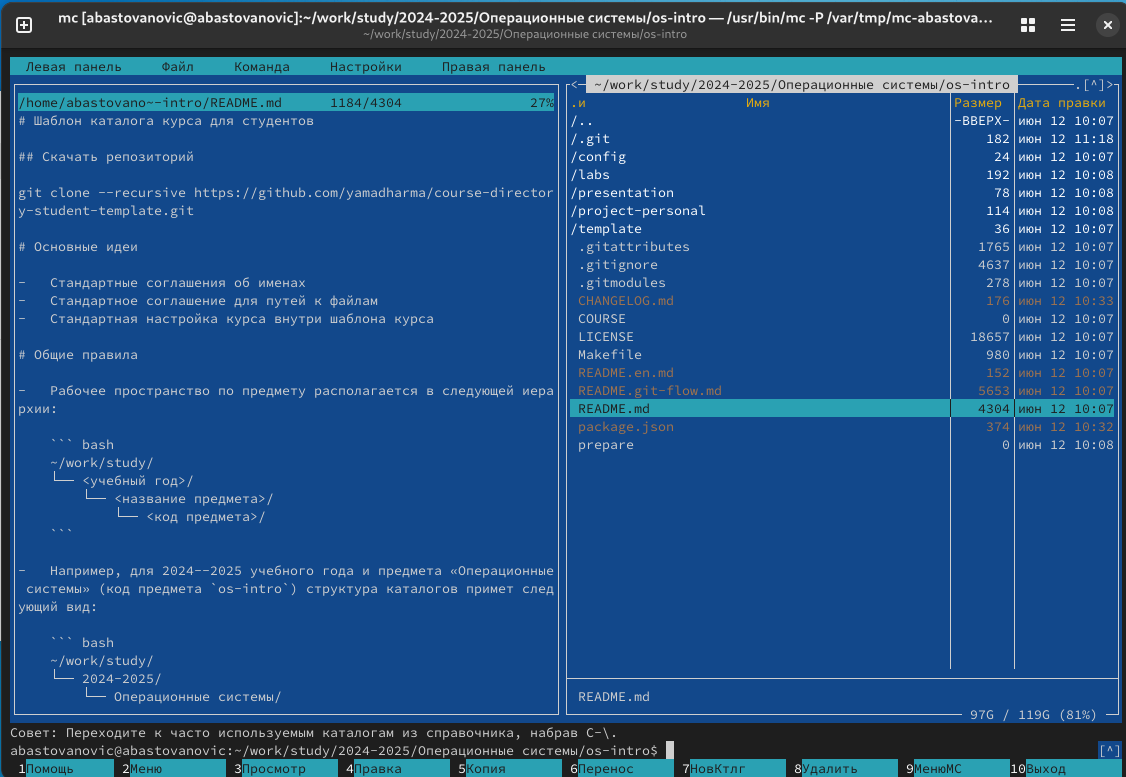 mc [abastovanovic@abastovanovic]:~/work/study/2024-2025/Операционные системы/os-intro — /usr/bin/mc -P /var/tmp/mc-abastova…
~/work/study/2024-2025/Операционные системы/os-intro
Левая панель Файл Команда Настройки Правая панель
/home/abastovano~-intro/README.md 1184/4304 27%
# Шаблон каталога курса для студентов
## Скачать репозиторий
git clone --recursive https://github.com/yamadharma/course-director
y-student-template.git
# Основные идеи
- Стандартные соглашения об именах
- Стандартное соглашение для путей к файлам
- Стандартная настройка курса внутри шаблона курса
# Общие правила
- Рабочее пространство по предмету располагается в следующей иера
рхии:
``` bash
~/work/study/
└── <учебный год>/
└── <название предмета>/
└── <код предмета>/
```
- Например, для 2024--2025 учебного года и предмета «Операционные
системы» (код предмета `os-intro`) структура каталогов примет след
ующий вид:
``` bash
~/work/study/
└── 2024-2025/
└── Операционные системы/
<- ~/work/study/2024-2025/Операционные системы/os-intro .[^]>
.и Имя Размер Дата правки
/.. -ВВЕРХ- июн 12 10:07
/.git 182 июн 12 11:18
/config 24 июн 12 10:07
/labs 192 июн 12 10:08
/presentation 78 июн 12 10:08
/project-personal 114 июн 12 10:08
/template 36 июн 12 10:07
.gitattributes 1765 июн 12 10:07
.gitignore 4637 июн 12 10:07
.gitmodules 278 июн 12 10:07
CHANGELOG.md 176 июн 12 10:33
COURSE 0 июн 12 10:07
LICENSE 18657 июн 12 10:07
Makefile 980 июн 12 10:07
README.en.md 152 июн 12 10:07
README.git-flow.md 5653 июн 12 10:07
README.md 4304 июн 12 10:07
package.json 374 июн 12 10:32
prepare 0 июн 12 10:08
README.md
97G / 119G (81%)
Совет: Переходите к часто используемым каталогам из справочника, набрав C-\.
abastovanovic@abastovanovic:~/work/study/2024-2025/Операционные системы/os-intro$ [^]
1Помощь 2Меню 3Просмотр 4Правка 5Копия 6Перенос 7НовКтлг 8Удалить 9МенюMC 10Выход